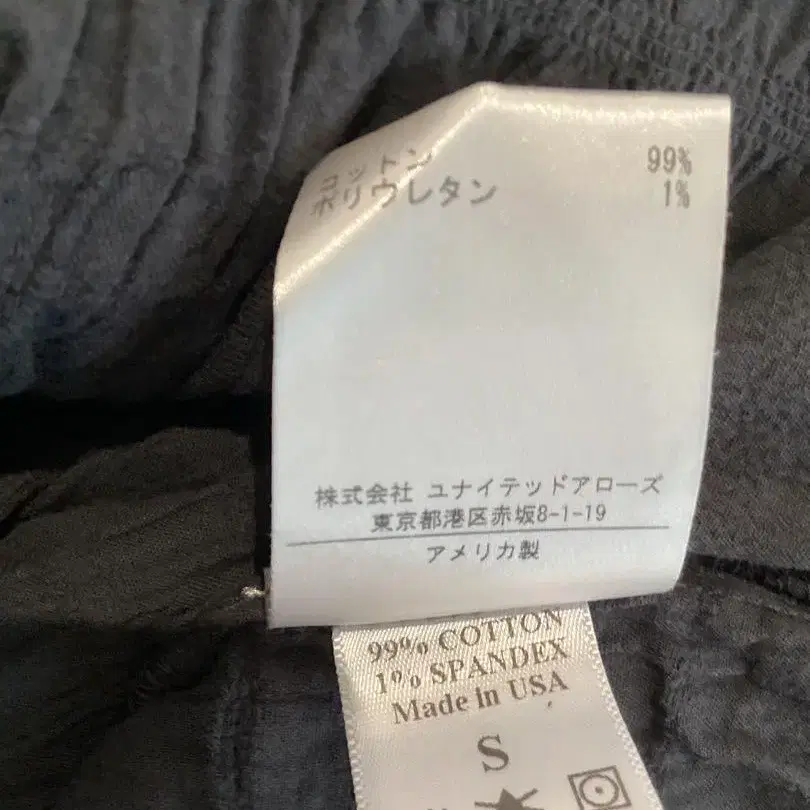 コットン 99%
ポリウレタン 1%
株式会社 ユナイテッドアローズ
東京都港区赤坂8-1-19
アメリカ製
99% COTTON
1% SPANDEX
Made In USA
S